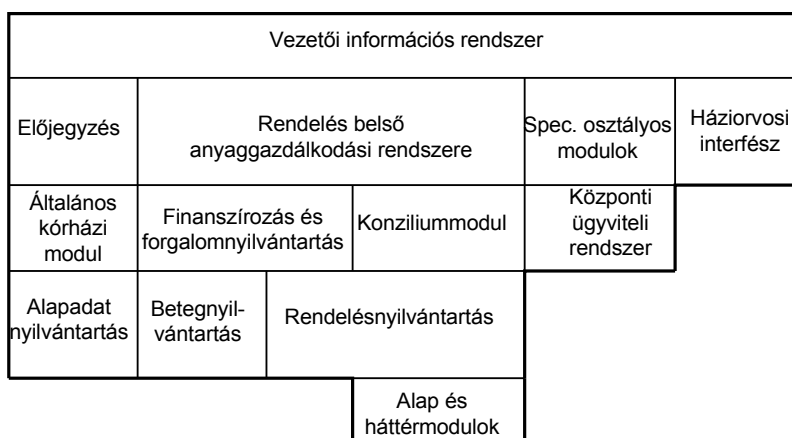 Vezetői információs rendszer
Előjegyzés
Rendelés belső
anyaggazdálkodási rendszere
Spec. osztályos
modulok
Háziorvosi
interfész
Általános
kórházi
modul
Finanszírozás és
forgalomnyilvántartás
Konziliummodul
Központi
ügyviteli
rendszer
Alapadat
nyilvántartás
Betegnyil-
vántartás
Rendelésnyilvántartás
Alap és
háttérmodulok